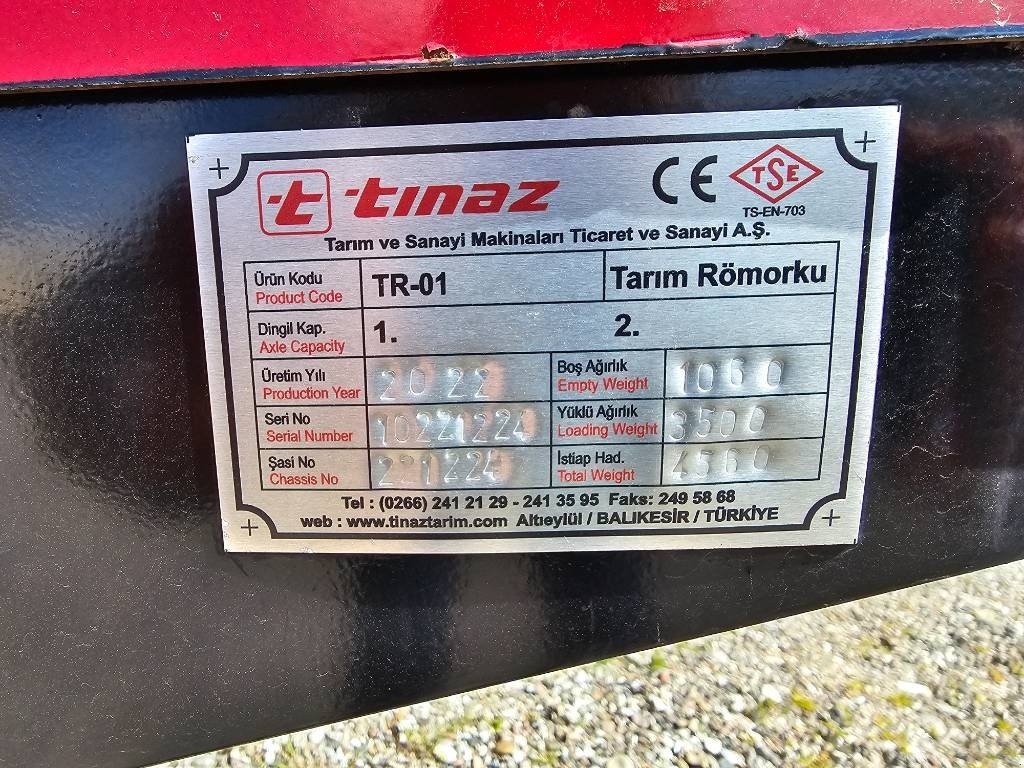 t tınaz CE TSE
TS-EN-703
Tarım ve Sanayi Makinaları Ticaret ve Sanayi A.Ş.
Ürün Kodu TR-01 Tarım Römorku
Product Code
Dingil Kap. 1. 2.
Axle Capacity
Üretim Yılı 2022 Boş Ağırlık 1060
Production Year Empty Weight
Seri No 10221224 Yüklü Ağırlık 3500
Serial Number Loading Weight
Şasi No 221224 İstiap Had. 4560
Chassis No Total Weight
Tel : (0266) 241 21 29 - 241 35 95 Faks: 249 58 68
web : www.tinaztarim.com Altıeylül / BALIKESİR / TÜRKİYE